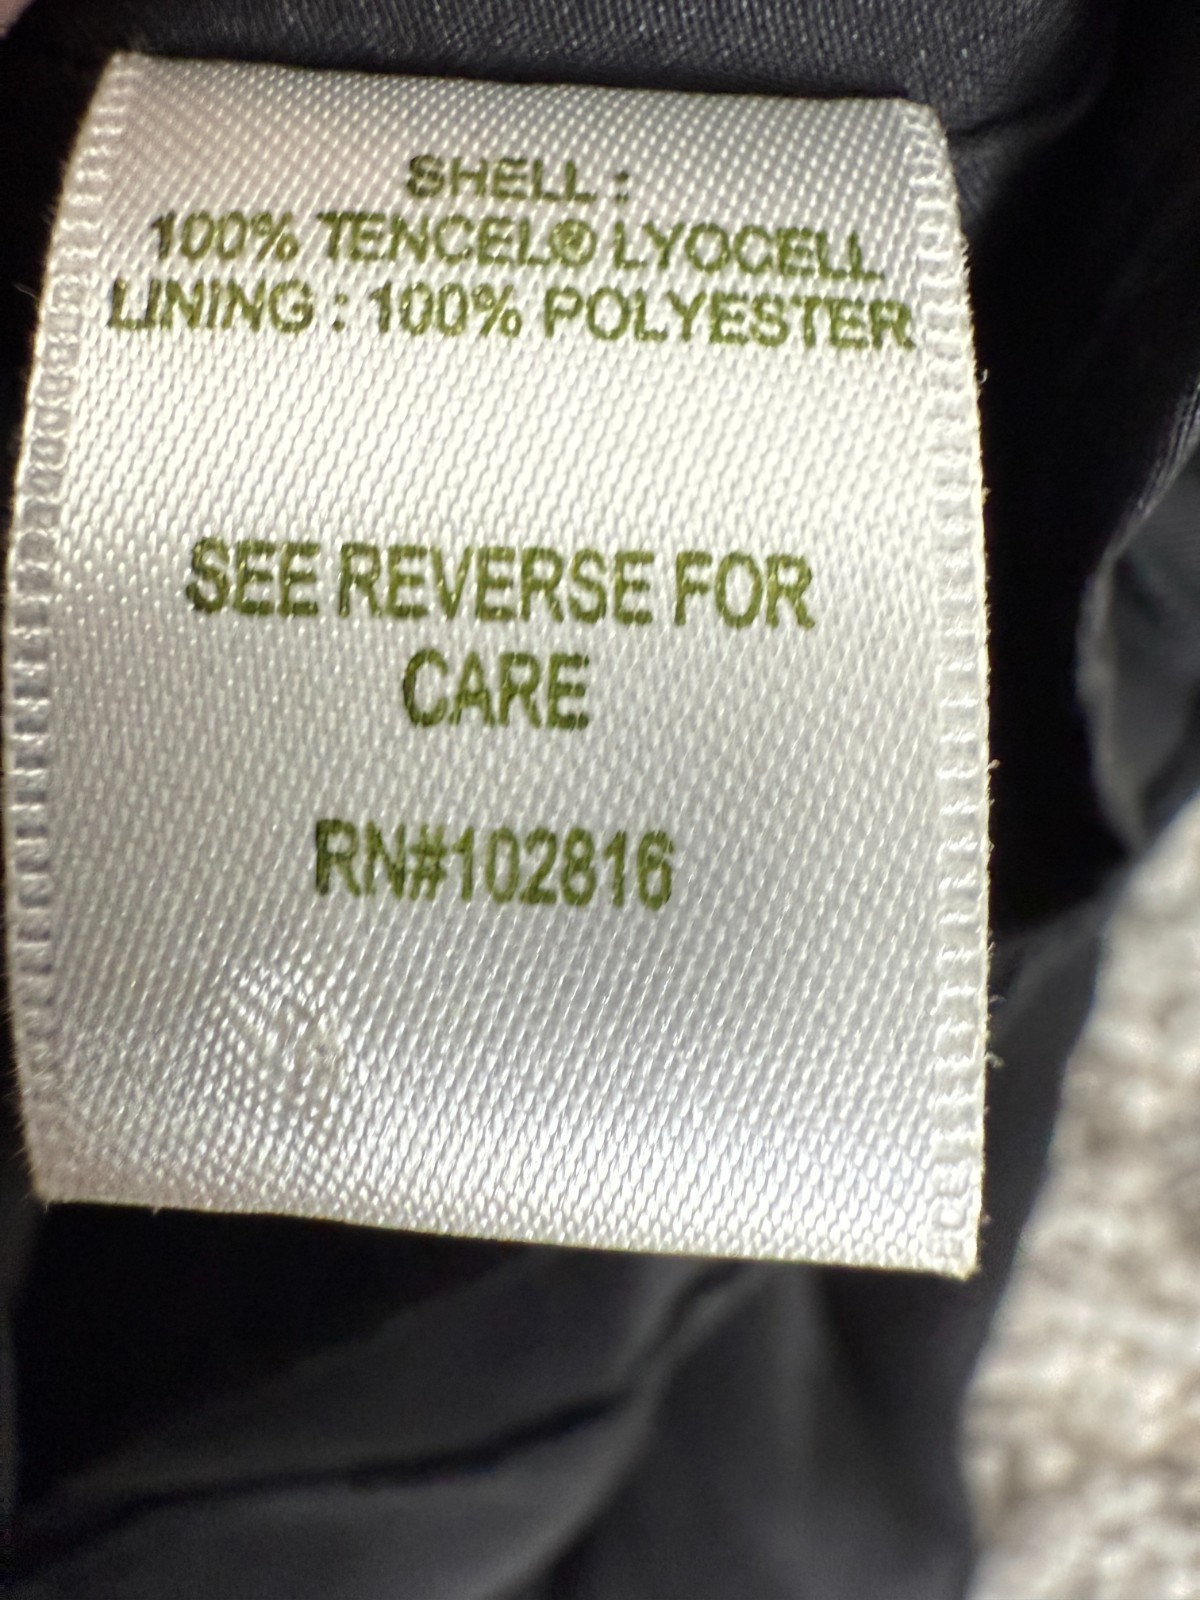 SHELL :
100% TENCEL® LYOCELL
LINING : 100% POLYESTER
SEE REVERSE FOR
CARE
RN#102816